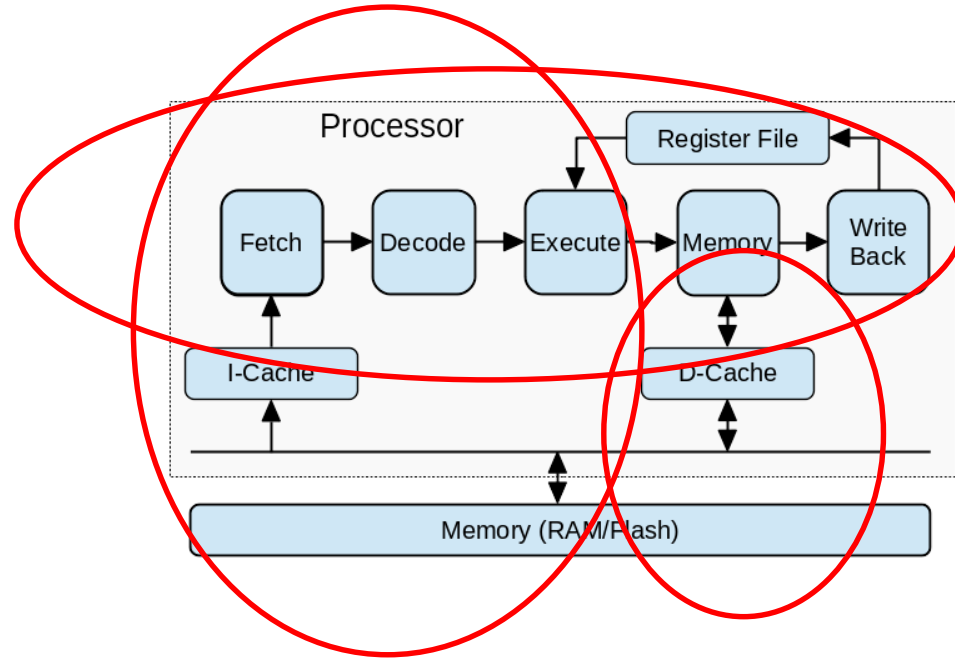 Processor
Register File
Fetch
Decode
Execute
Memory
Write
Back
I-Cache
D-Cache
Memory (RAM/Flash)